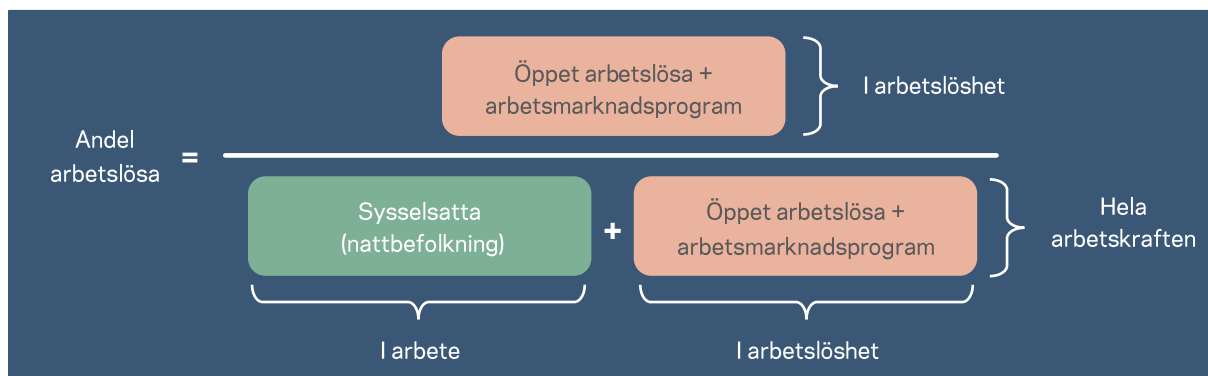 Öppet arbetslösa +
arbetsmarknadsprogram
I arbetslöshet
Andel
arbetslösa
=
Sysselsatta
(nattbefolkning)
+
Öppet arbetslösa +
arbetsmarknadsprogram
Hela
arbetskraften
I arbete
I arbetslöshet